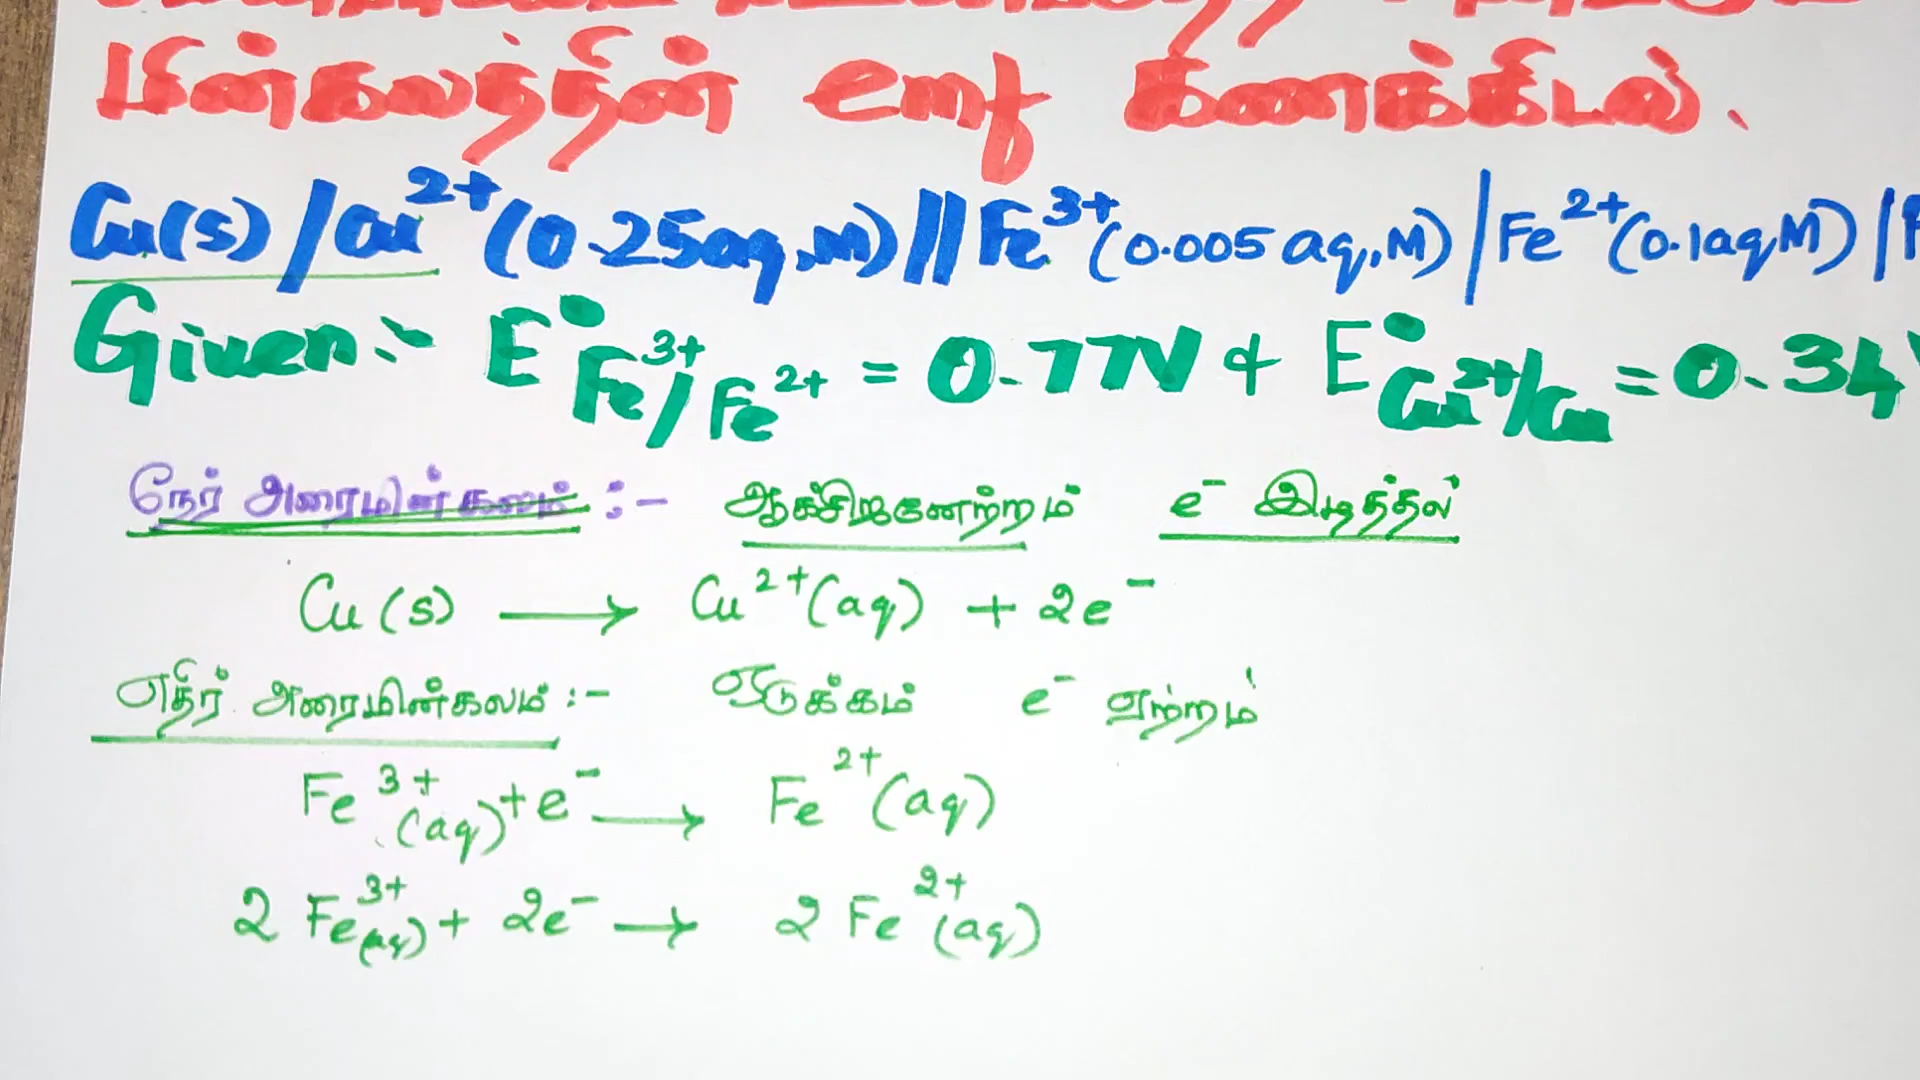 மின்கலத்தின் emf கணக்கிடல்.
Cu(s) / Cu²⁺ (0.25aq,M) || Fe³⁺ (0.005 aq,M) | Fe²⁺ (0.1aq,M) |
Given:- E° Fe³⁺/Fe²⁺ = 0.77V & E° Cu²⁺/Cu = 0.34
நேர் அரைமின்கலம் :- ஆக்சிஜனேற்றம் e⁻ இழத்தல்
Cu (s) ⟶ Cu²⁺ (aq) + 2e⁻
எதிர் அரைமின்கலம் :- ஒடுக்கம் e⁻ ஏற்றம்
Fe³⁺(aq) + e⁻ ⟶ Fe²⁺ (aq)
2 Fe³⁺(aq) + 2e⁻ ⟶ 2 Fe²⁺(aq)